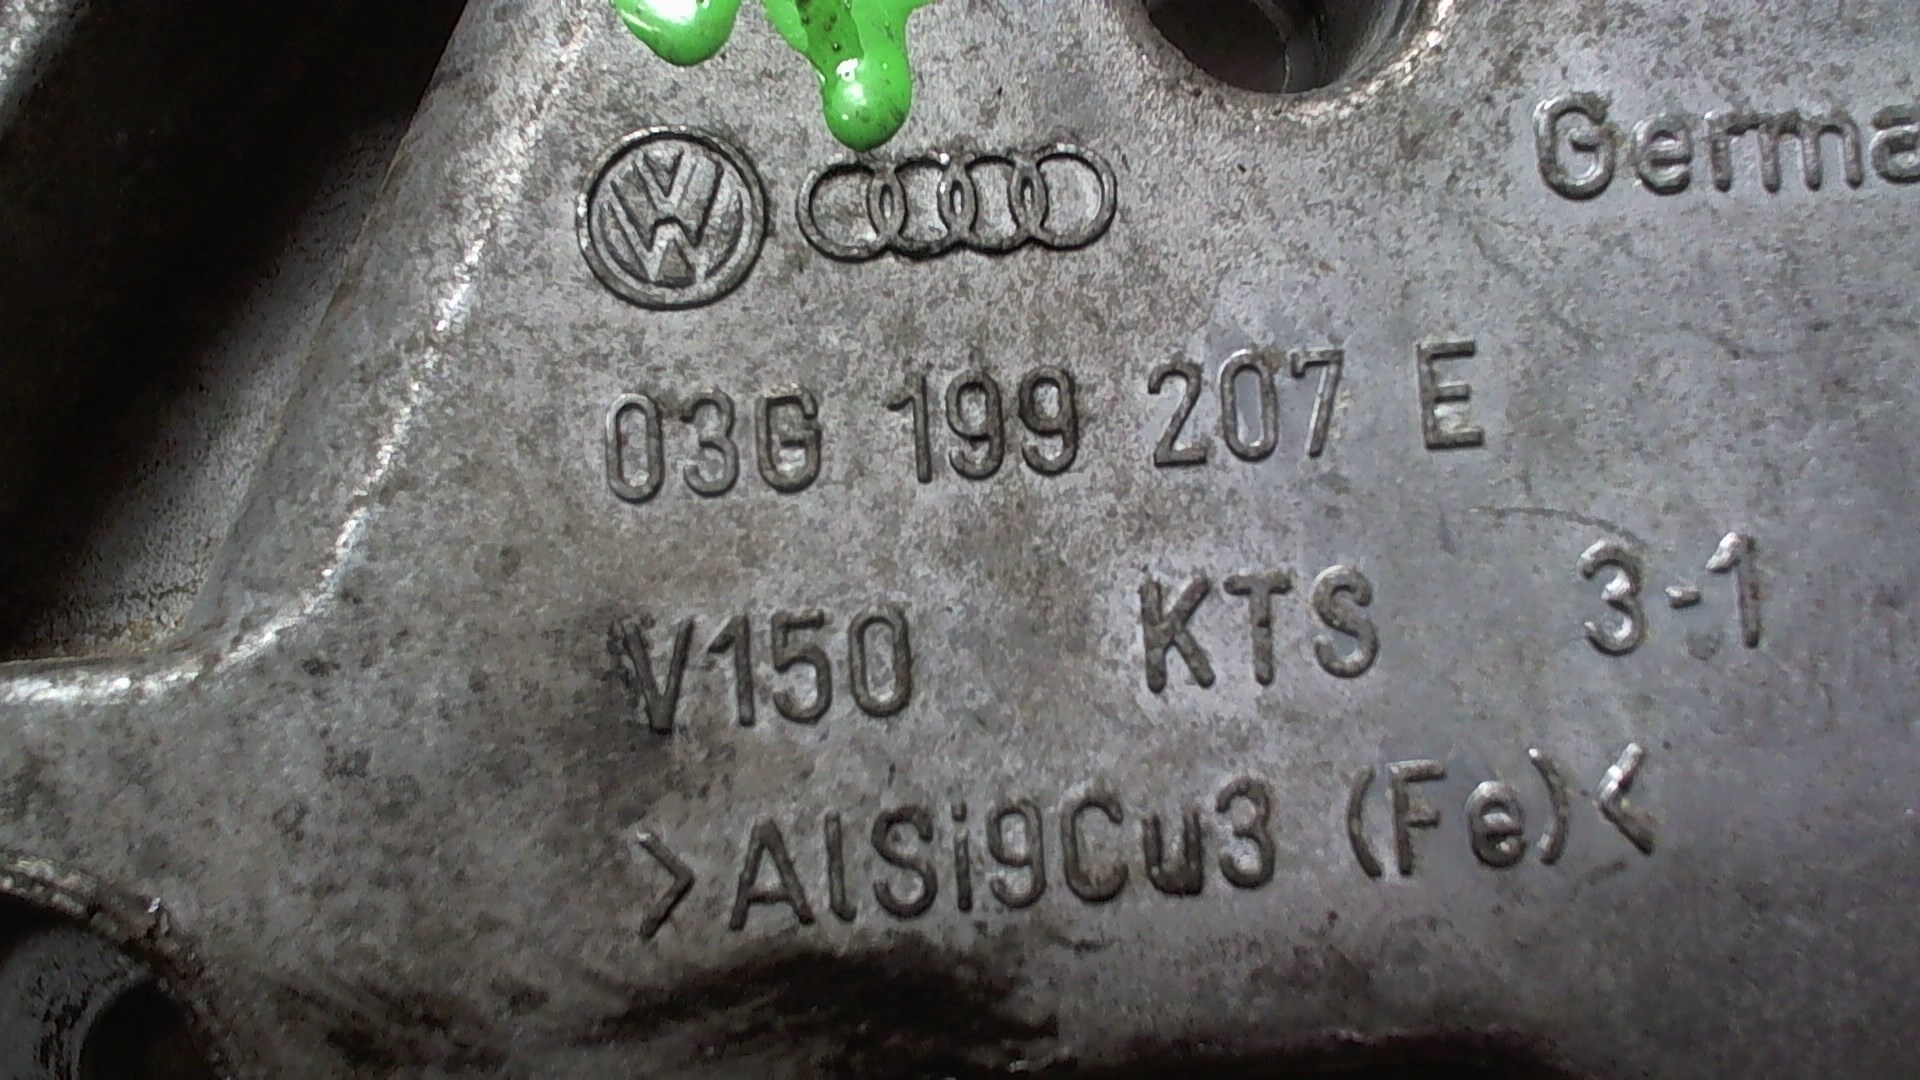 Germa
03G 199 207 E
V150 KTS 3-1
>AlSi9Cu3 (Fe)<